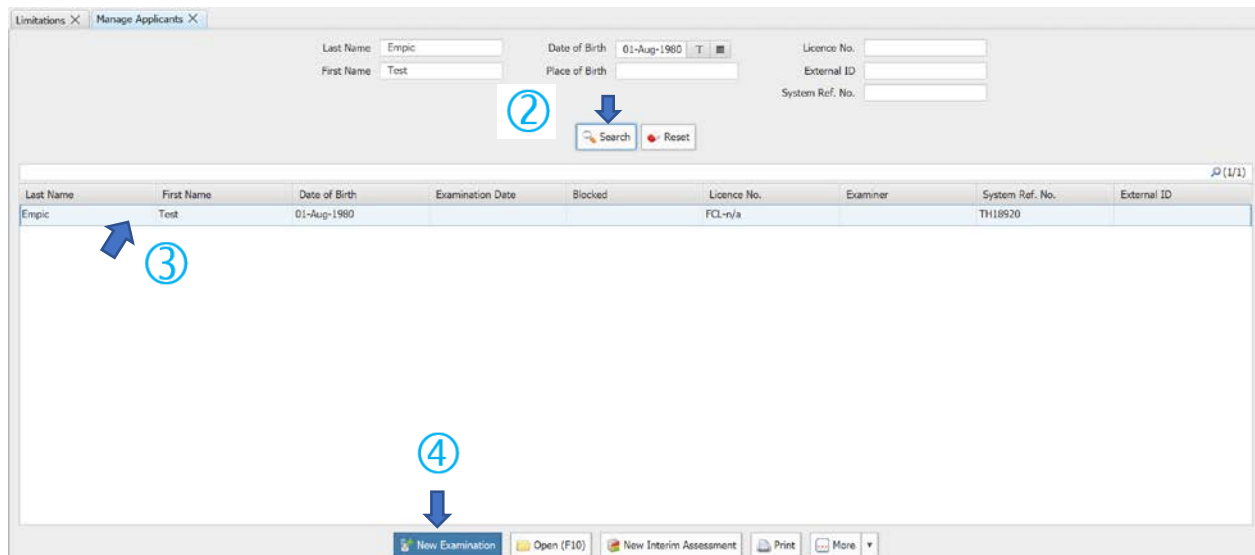 Limitations X Manage Applicants X
Last Name Empic Date of Birth 01-Aug-1980 T Licence No.
First Name Test Place of Birth External ID
System Ref. No.
②
Search Reset
(1/1)
Last Name First Name Date of Birth Examination Date Blocked Licence No. Examiner System Ref. No. External ID
Empic Test 01-Aug-1980 FCL-n/a TH18920
③
④
New Examination Open (F10) New Interim Assessment Print More